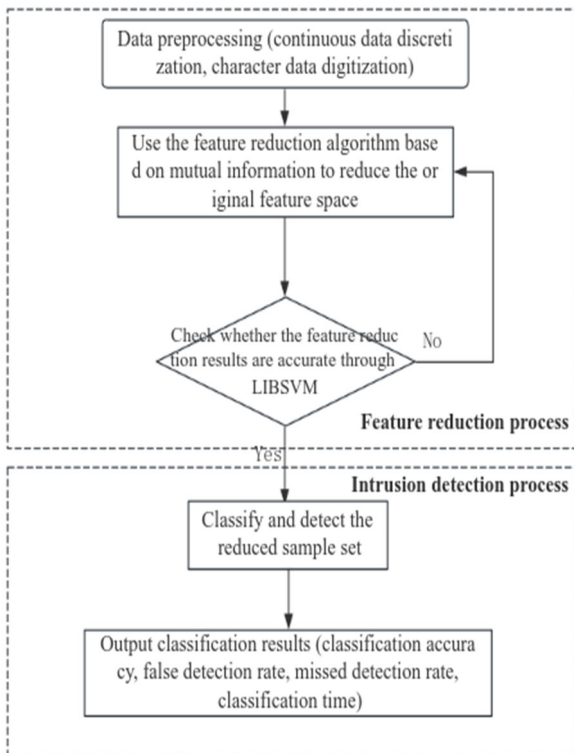 Data preprocessing (continuous data discreti
zation, character data digitization)
Use the feature reduction algorithm base
d on mutual information to reduce the or
iginal feature space
Check whether the feature reduc
tion results are accurate through
LIBSVM
No
Feature reduction process
Yes
Intrusion detection process
Classify and detect the
reduced sample set
Output classification results (classification accura
cy, false detection rate, missed detection rate,
classification time)